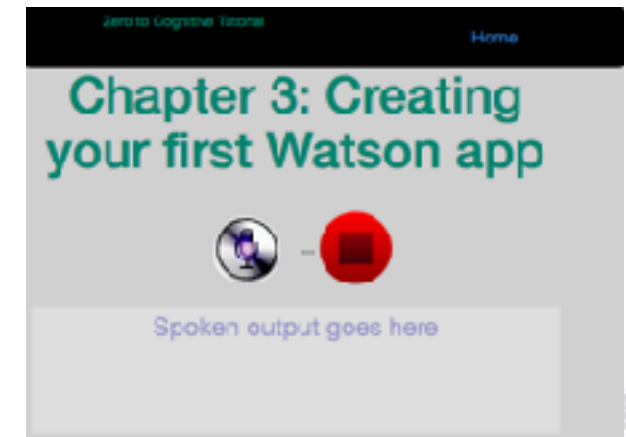 Zero to Cognitive Tutorial
Home
Chapter 3: Creating
your first Watson app
Spoken output goes here